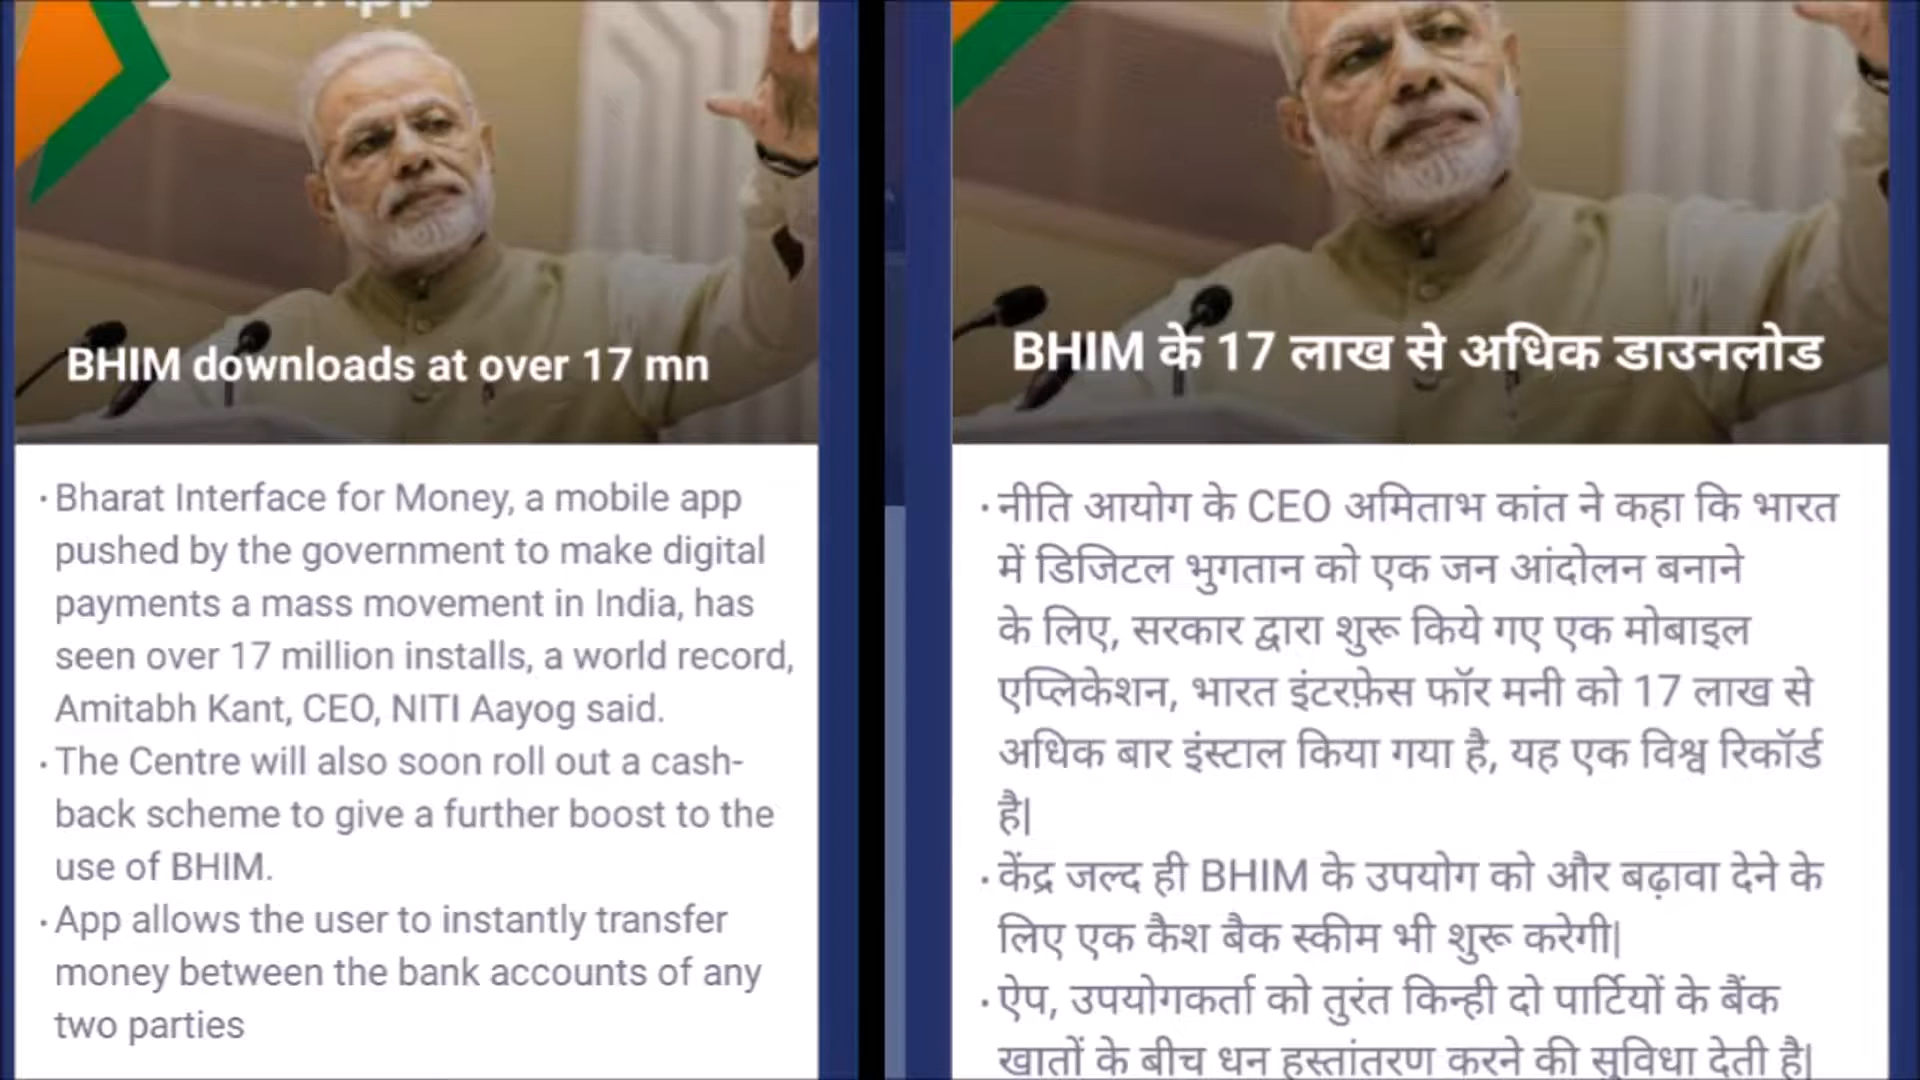 BHIM App
BHIM downloads at over 17 mn
· Bharat Interface for Money, a mobile app
pushed by the government to make digital
payments a mass movement in India, has
seen over 17 million installs, a world record,
Amitabh Kant, CEO, NITI Aayog said.
· The Centre will also soon roll out a cash-
back scheme to give a further boost to the
use of BHIM.
· App allows the user to instantly transfer
money between the bank accounts of any
two parties
BHIM के 17 लाख से अधिक डाउनलोड
· नीति आयोग के CEO अमिताभ कांत ने कहा कि भारत
में डिजिटल भुगतान को एक जन आंदोलन बनाने
के लिए, सरकार द्वारा शुरू किये गए एक मोबाइल
एप्लिकेशन, भारत इंटरफ़ेस फॉर मनी को 17 लाख से
अधिक बार इंस्टाल किया गया है, यह एक विश्व रिकॉर्ड
है|
· केंद्र जल्द ही BHIM के उपयोग को और बढ़ावा देने के
लिए एक कैश बैक स्कीम भी शुरू करेगी|
· ऐप, उपयोगकर्ता को तुरंत किन्ही दो पार्टियों के बैंक
खातों के बीच धन हस्तांतरण करने की सुविधा देती है|